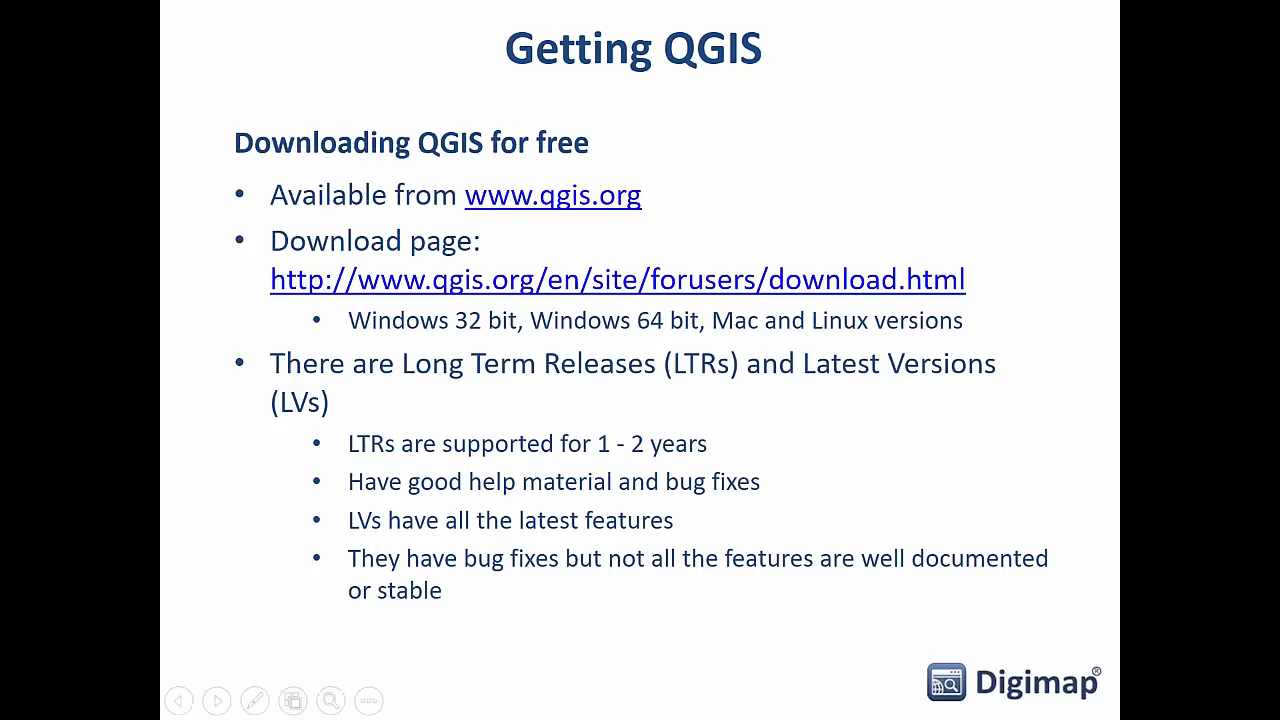 Getting QGIS
Downloading QGIS for free
• Available from www.qgis.org
• Download page:
http://www.qgis.org/en/site/forusers/download.html
• Windows 32 bit, Windows 64 bit, Mac and Linux versions
• There are Long Term Releases (LTRs) and Latest Versions
(LVs)
• LTRs are supported for 1 - 2 years
• Have good help material and bug fixes
• LVs have all the latest features
• They have bug fixes but not all the features are well documented
or stable
Digimap®